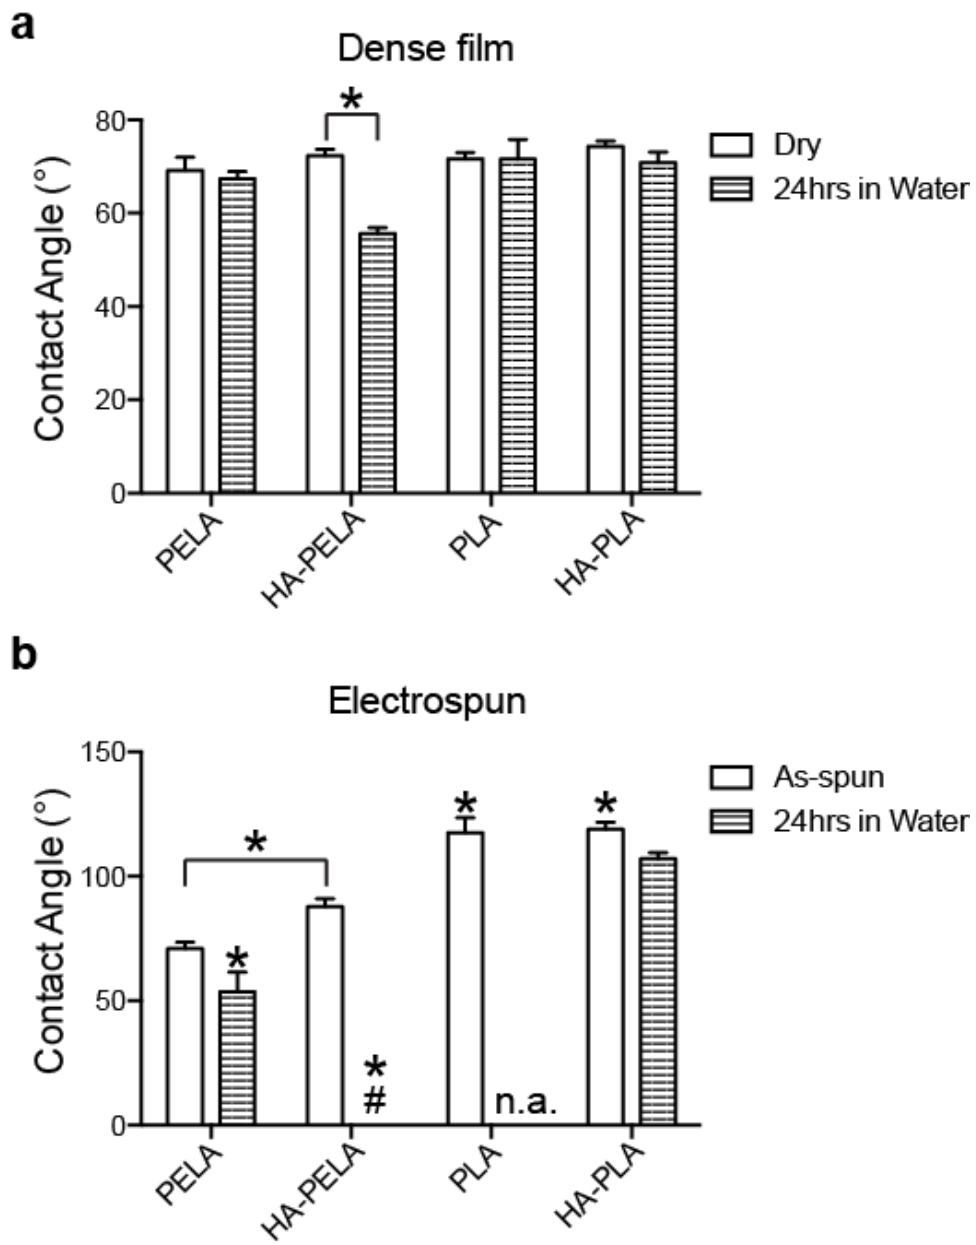 a
Dense film
*
80
60
40
20
0
Contact Angle (°)
Dry
24hrs in Water
PELA
HA-PELA
PLA
HA-PLA
b
Electrospun
150
100
50
0
Contact Angle (°)
*
*
*
*
*
#
n.a.
As-spun
24hrs in Water
PELA
HA-PELA
PLA
HA-PLA